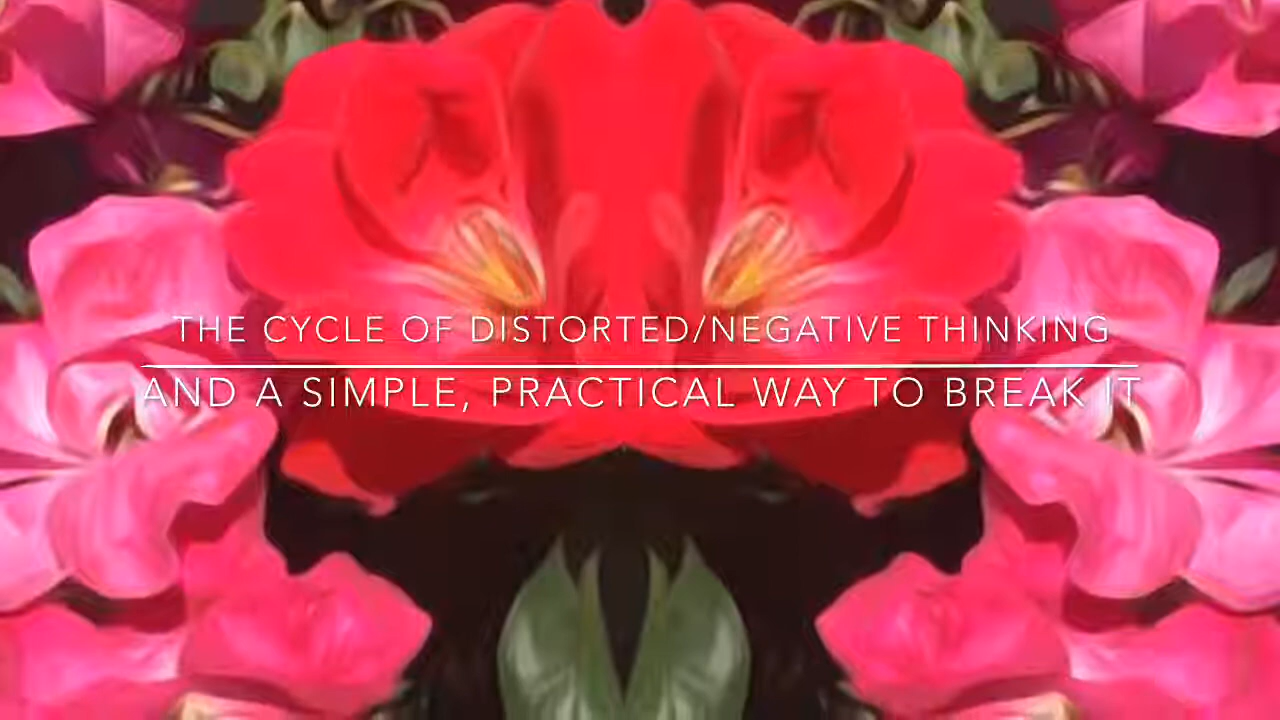 THE CYCLE OF DISTORTED/NEGATIVE THINKING
AND A SIMPLE, PRACTICAL WAY TO BREAK IT